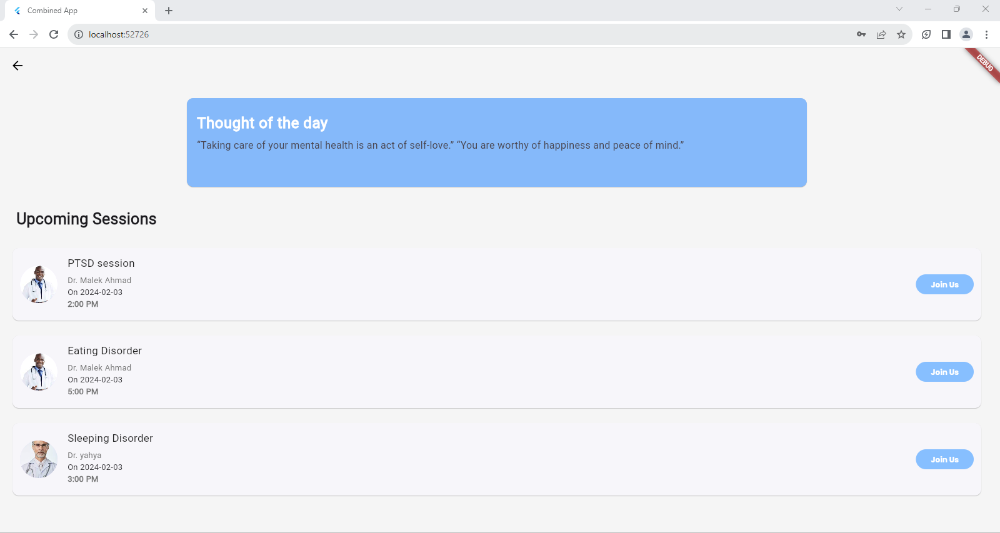 Combined App
localhost:52726
DEBUG
Thought of the day
“Taking care of your mental health is an act of self-love.” “You are worthy of happiness and peace of mind.”
Upcoming Sessions
PTSD session
Dr. Malek Ahmad
On 2024-02-03
2:00 PM
Join Us
Eating Disorder
Dr. Malek Ahmad
On 2024-02-03
5:00 PM
Join Us
Sleeping Disorder
Dr. yahya
On 2024-02-03
3:00 PM
Join Us